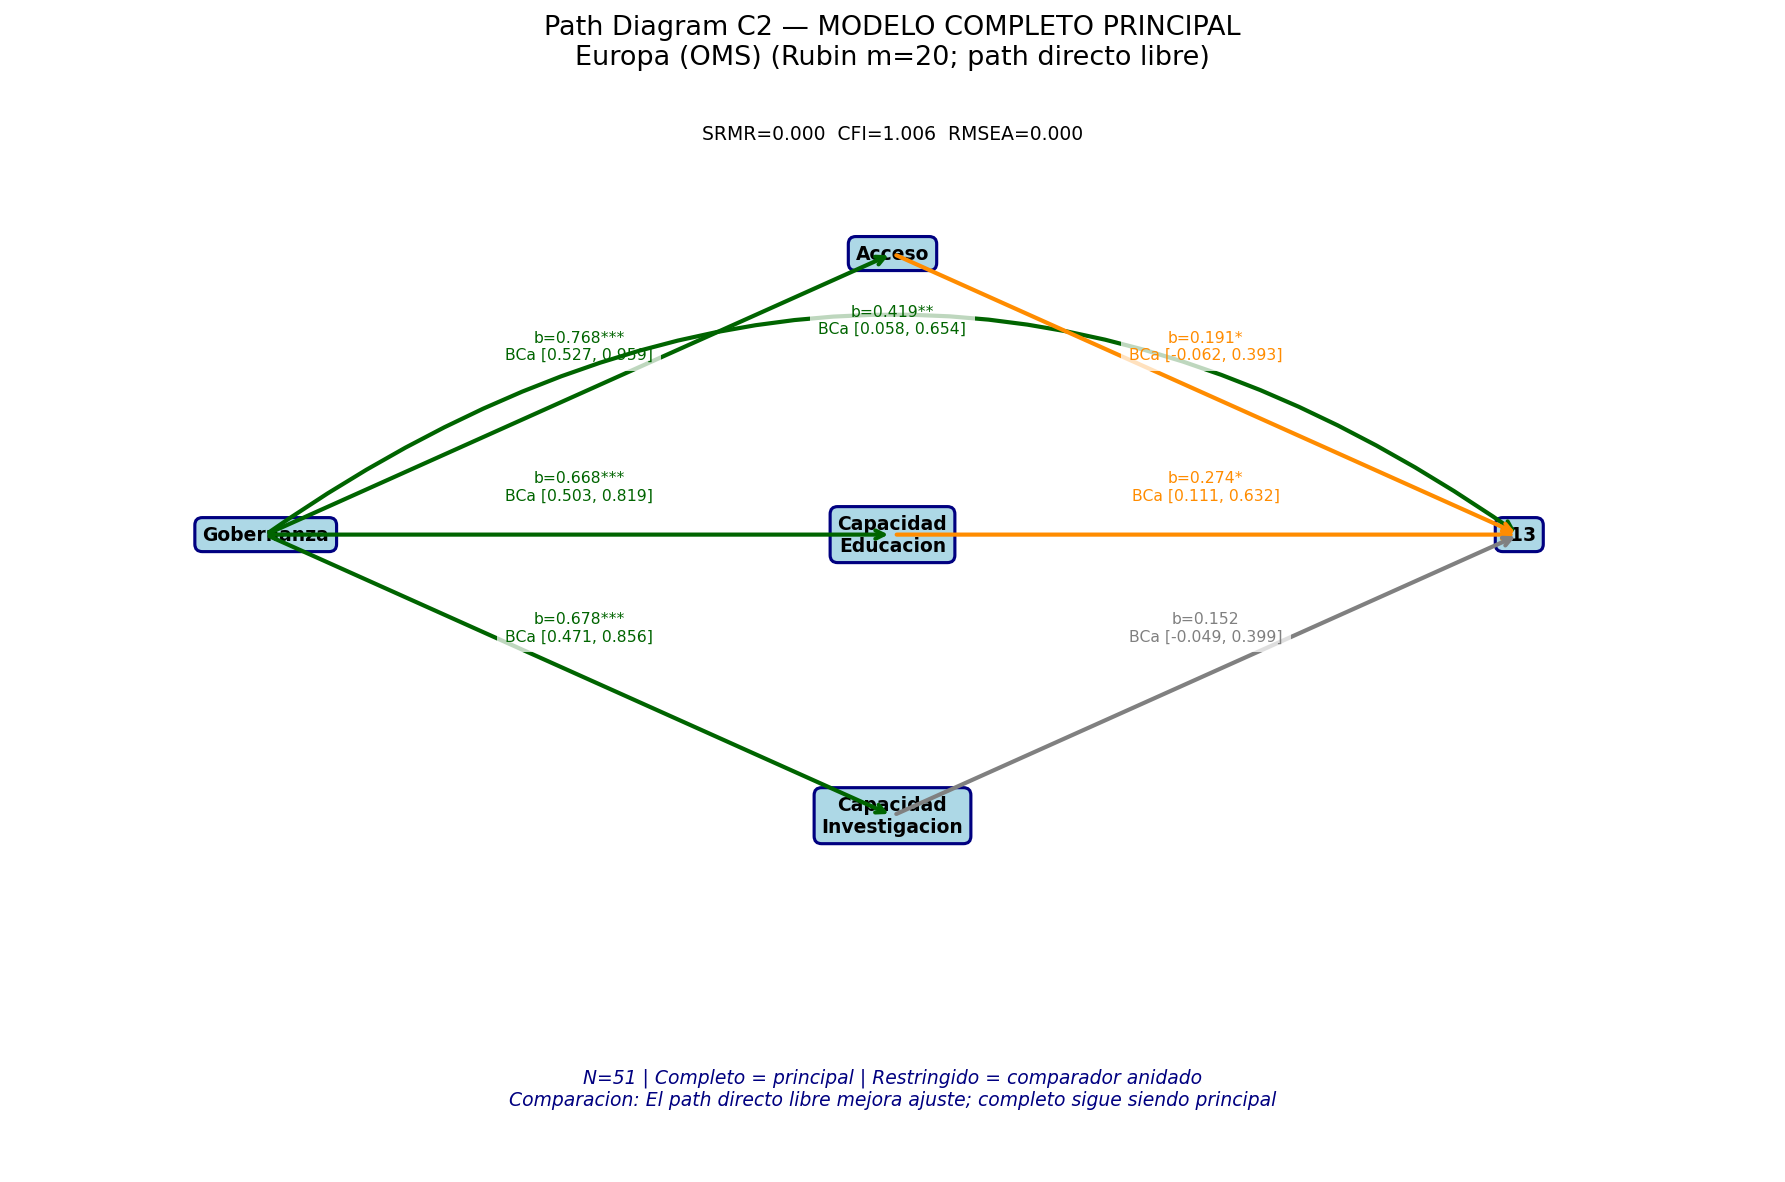 Path Diagram C2 — MODELO COMPLETO PRINCIPAL
Europa (OMS) (Rubin m=20; path directo libre)
SRMR=0.000 CFI=1.006 RMSEA=0.000
Acceso
b=0.419**
BCa [0.058, 0.654]
b=0.768***
BCa [0.527, 0.959]
b=0.191*
BCa [-0.062, 0.393]
b=0.668***
BCa [0.503, 0.819]
b=0.274*
BCa [0.111, 0.632]
Gobernanza
Capacidad
Educacion
b=0.678***
BCa [0.471, 0.856]
b=0.152
BCa [-0.049, 0.399]
Capacidad
Investigacion
N=51 | Completo = principal | Restringido = comparador anidado
Comparacion: El path directo libre mejora ajuste; completo sigue siendo principal